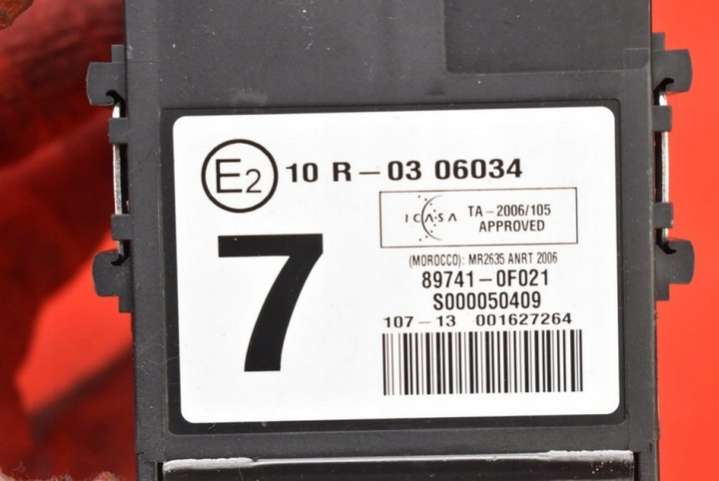 E2 10 R-03 06034
ICASA TA-2006/105
APPROVED
(MOROCCO): MR2635 ANRT 2006
7
89741-0F021
S000050409
107-13 001627264